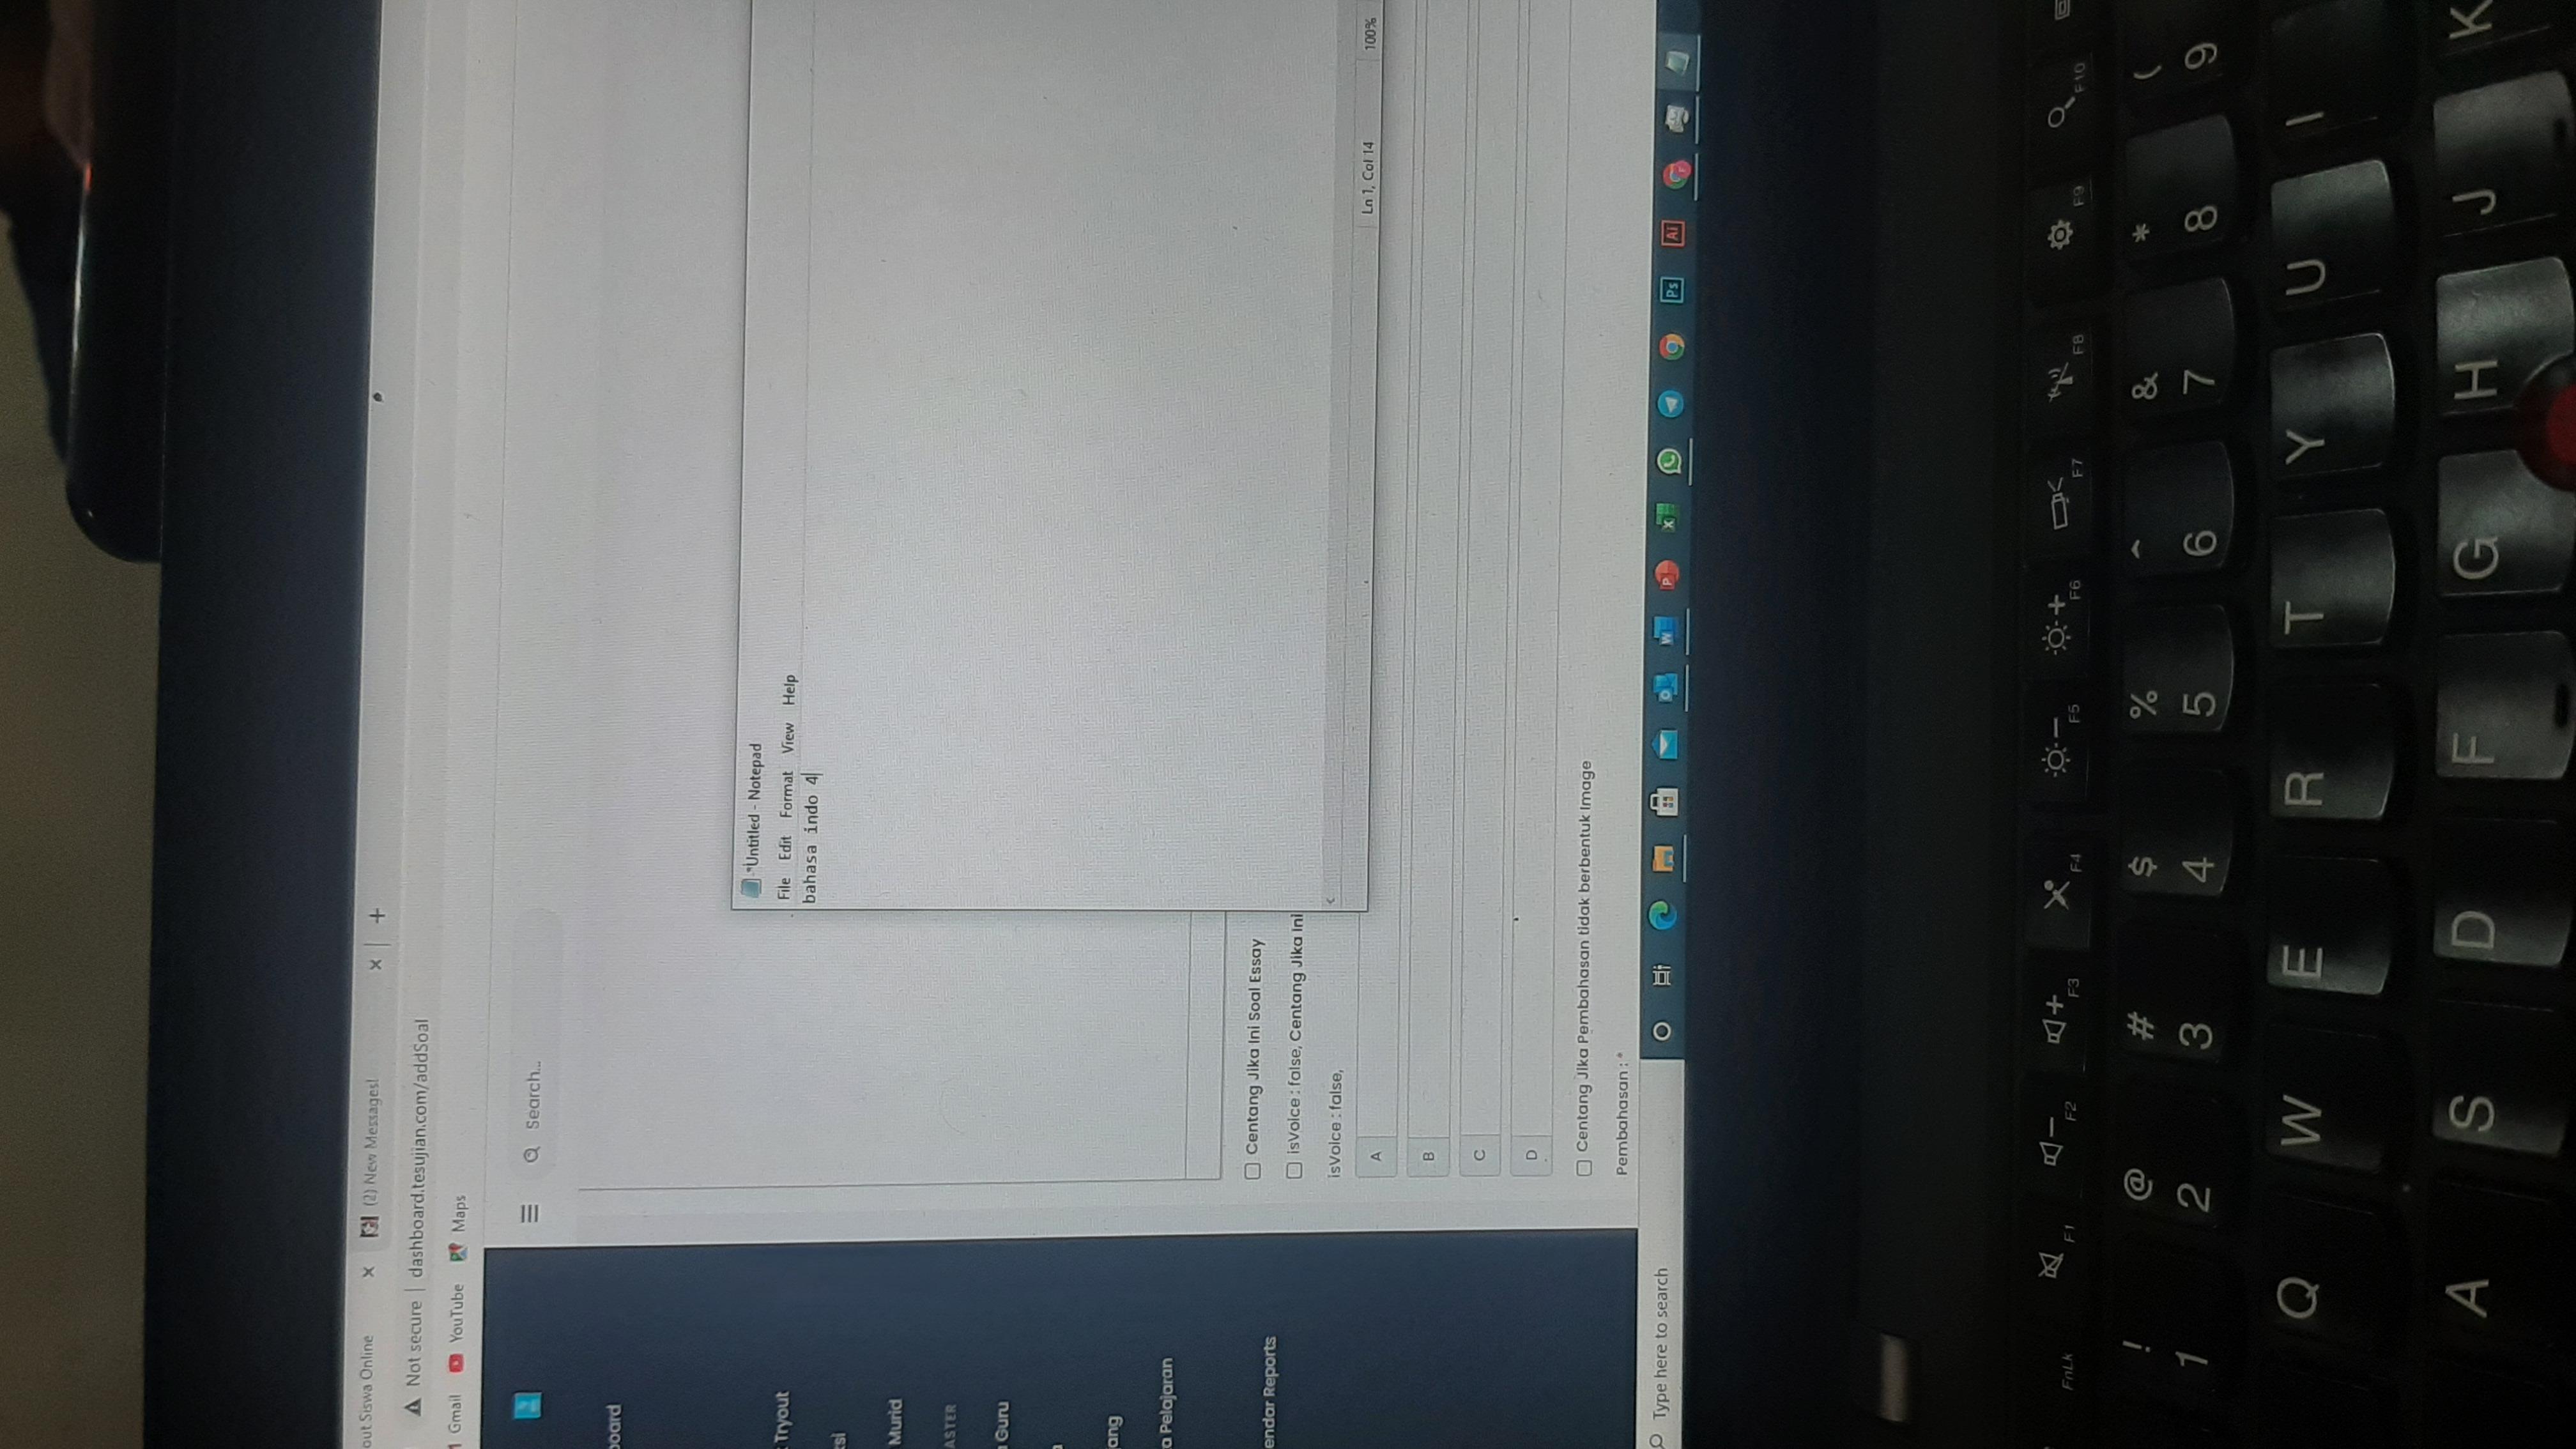 out Siswa Online
(2) New Messages!
Not secure
dashboard.tesujian.com/addSoal
Gmail
YouTube
Maps
Search...
board
Tryout
ksi
Murid
ASTER
Guru
ang
a Pelajaran
endar Reports
*Untitled - Notepad
File Edit Format View Help
bahasa indo 4
Ln 1, Col 14
100%
Centang Jika Ini Soal Essay
isVoice : false, Centang Jika Ini
isVoice : false,
A
B
C
D
Centang Jika Pembahasan tidak berbentuk Image
Pembahasan : *
Type here to search
Ps
Ai
FnLk F1 F2 F3 F4 F5 F6 F7 F8 F9 F10
! @ # $ % ^ & * (
1 2 3 4 5 6 7 8 9
Q W E R T Y U I
A S D F G H J K